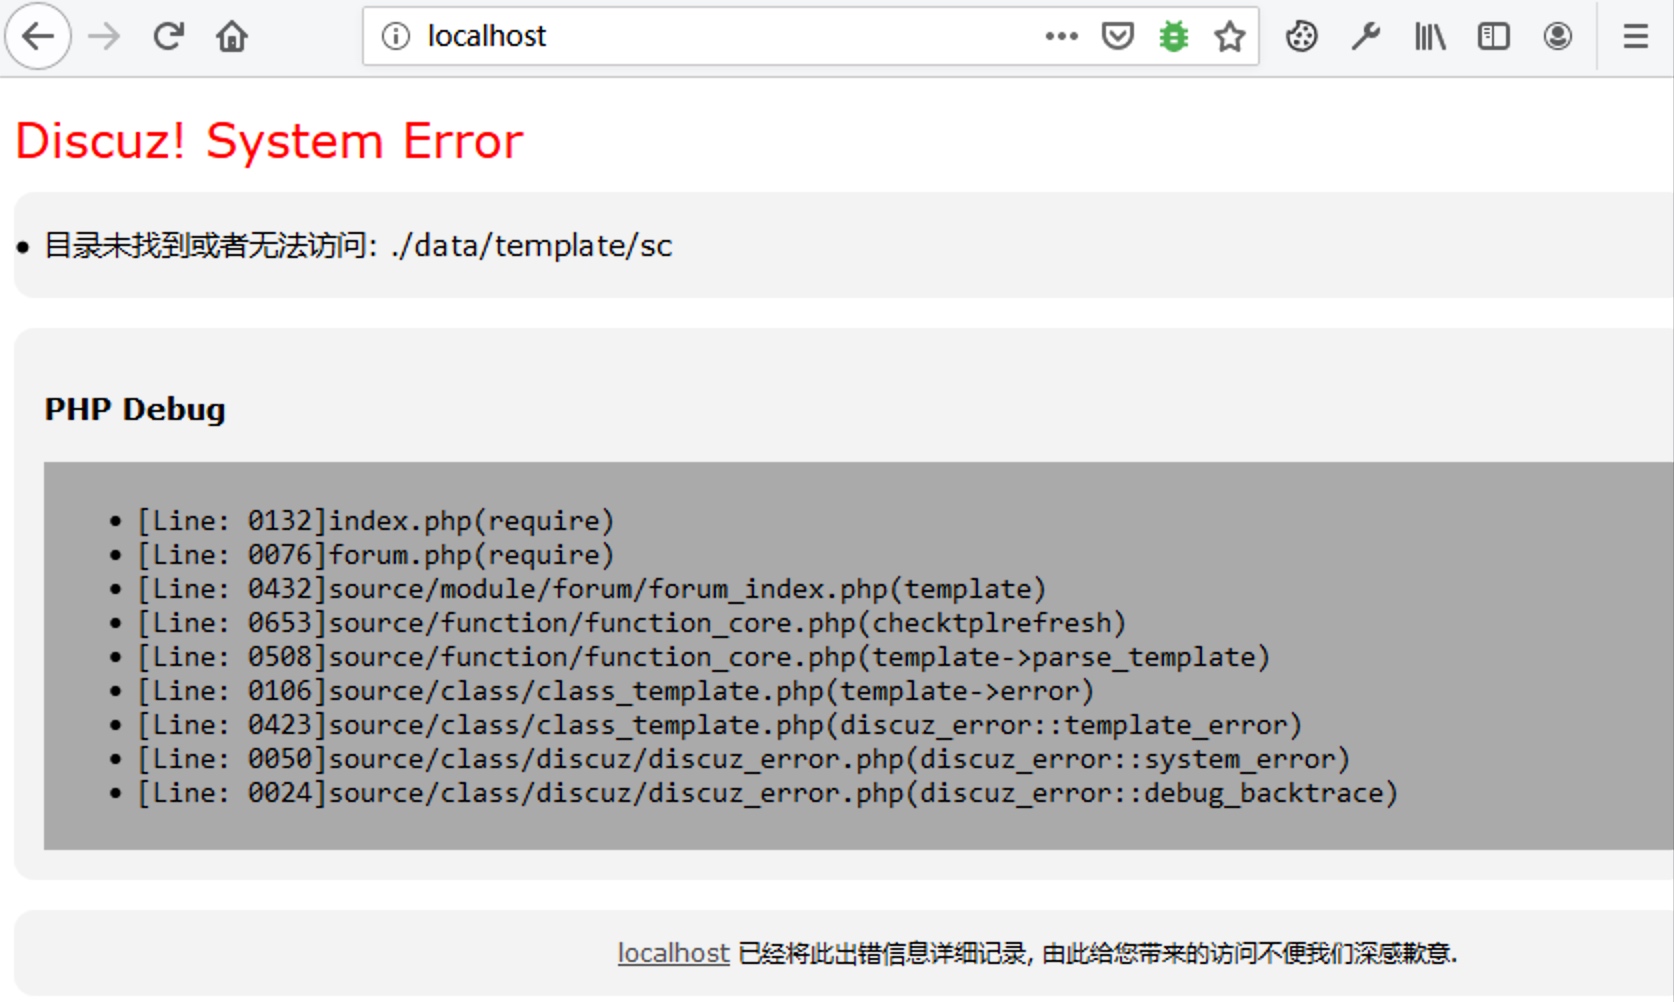 localhost
Discuz! System Error
目录未找到或者无法访问: ./data/template/sc
PHP Debug
[Line: 0132]index.php(require)
[Line: 0076]forum.php(require)
[Line: 0432]source/module/forum/forum_index.php(template)
[Line: 0653]source/function/function_core.php(checktplrefresh)
[Line: 0508]source/function/function_core.php(template->parse_template)
[Line: 0106]source/class/class_template.php(template->error)
[Line: 0423]source/class/class_template.php(discuz_error::template_error)
[Line: 0050]source/class/discuz/discuz_error.php(discuz_error::system_error)
[Line: 0024]source/class/discuz/discuz_error.php(discuz_error::debug_backtrace)
localhost 已经将此出错信息详细记录, 由此给您带来的访问不便我们深感歉意.